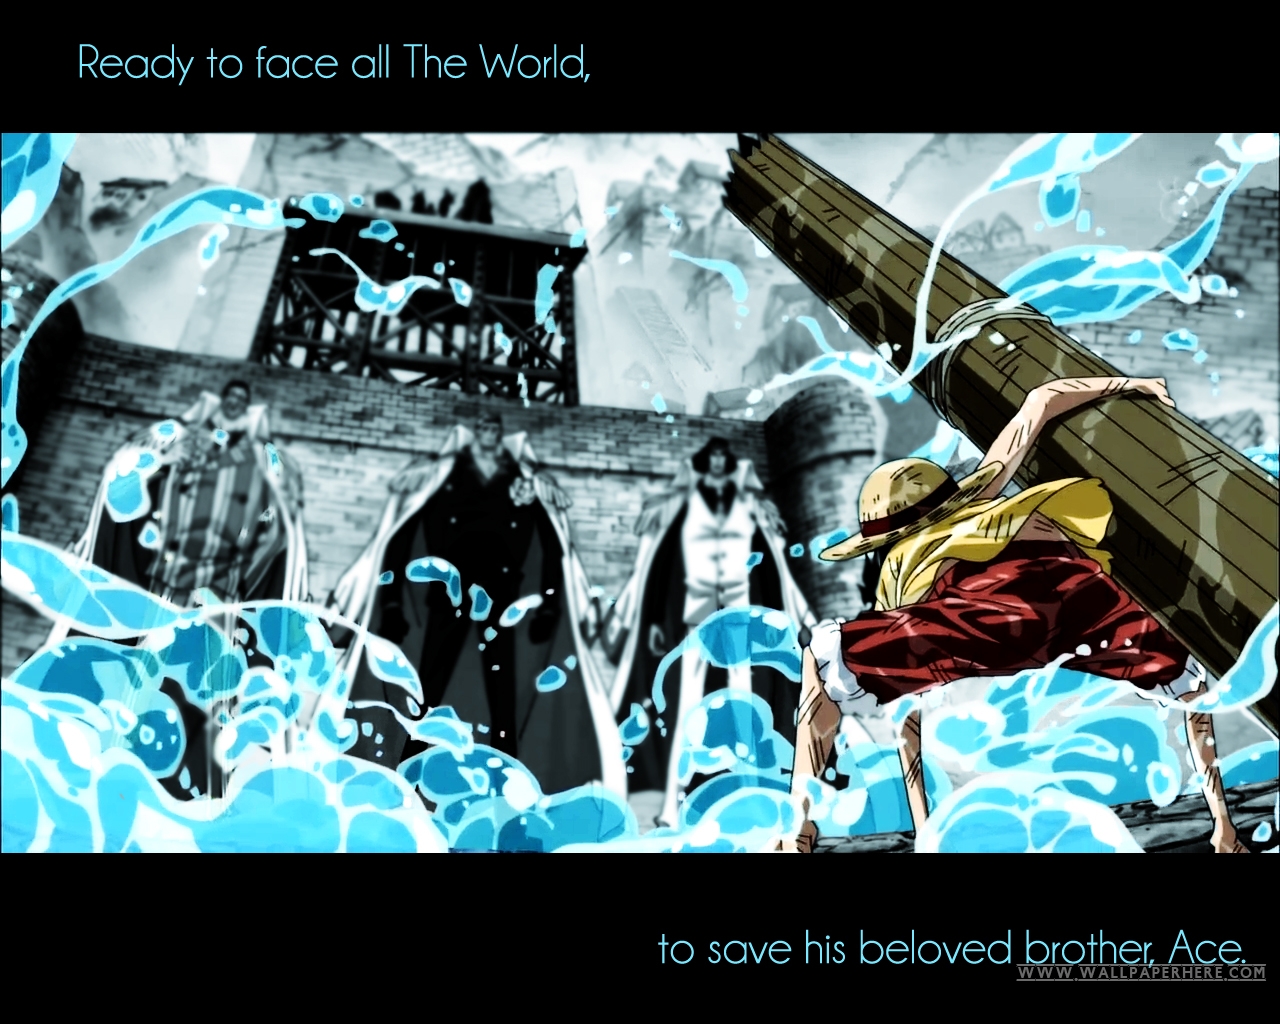 Ready to face all The World,
to save his beloved brother, Ace.
WWW.WALLPAPERHERE.COM